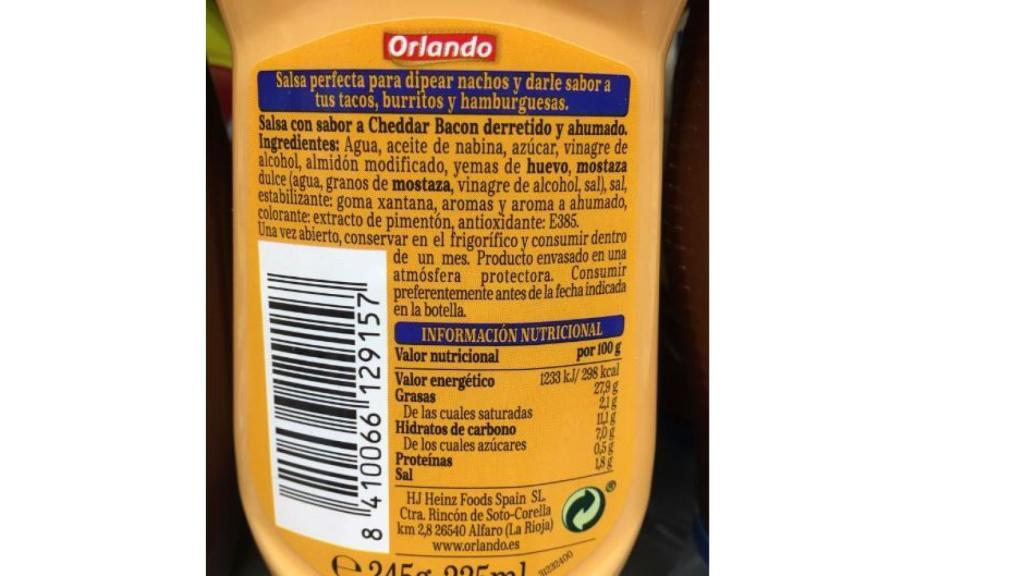 Orlando
Salsa perfecta para dipear nachos y darle sabor a
tus tacos, burritos y hamburguesas.
Salsa con sabor a Cheddar Bacon derretido y ahumado.
Ingredientes: Agua, aceite de nabina, azúcar, vinagre de
alcohol, almidón modificado, yemas de huevo, mostaza
dulce (agua, granos de mostaza, vinagre de alcohol, sal), sal,
estabilizante: goma xantana, aromas y aroma a ahumado,
colorante: extracto de pimentón, antioxidante: E385.
Una vez abierto, conservar en el frigorífico y consumir dentro
de un mes. Producto envasado en una
atmósfera protectora. Consumir
preferentemente antes de la fecha indicada
en la botella.
INFORMACIÓN NUTRICIONAL
Valor nutricional por 100 g
Valor energético 1233 kJ/ 298 kcal
Grasas 27,9 g
De las cuales saturadas 2,1 g
Hidratos de carbono 11,1 g
De los cuales azúcares 7,0 g
Proteínas 0,5 g
Sal 1,8 g
HJ Heinz Foods Spain SL.
Ctra. Rincón de Soto-Corella
km 2,8 26540 Alfaro (La Rioja)
www.orlando.es
8 410066 129157
e 245g 225ml